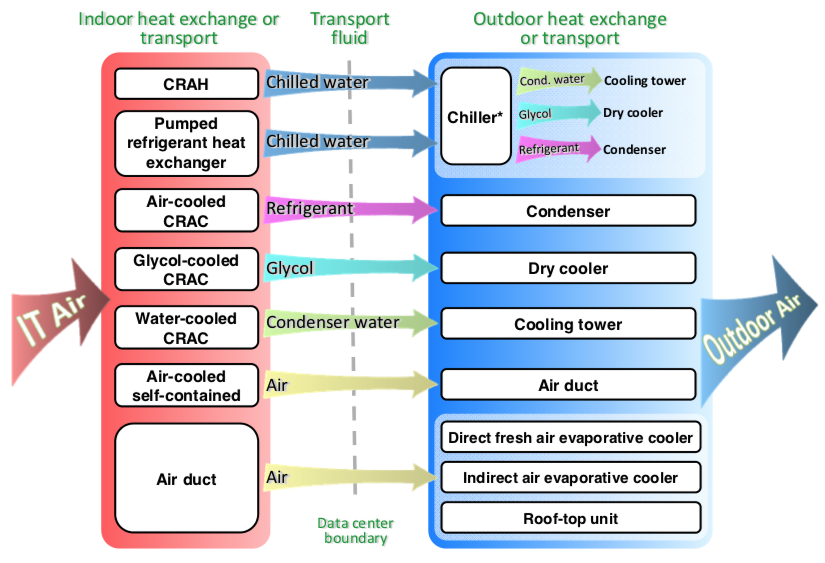 Indoor heat exchange or
transport
Transport
fluid
Outdoor heat exchange
or transport
CRAH
Chilled water
Chiller*
Cond. water
Cooling tower
Glycol
Dry cooler
Refrigerant
Condenser
Pumped
refrigerant heat
exchanger
Chilled water
Air-cooled
CRAC
Refrigerant
Condenser
Glycol-cooled
CRAC
Glycol
Dry cooler
IT Air
Outdoor Air
Water-cooled
CRAC
Condenser water
Cooling tower
Air-cooled
self-contained
Air
Air duct
Air duct
Air
Direct fresh air evaporative cooler
Indirect air evaporative cooler
Roof-top unit
Data center
boundary